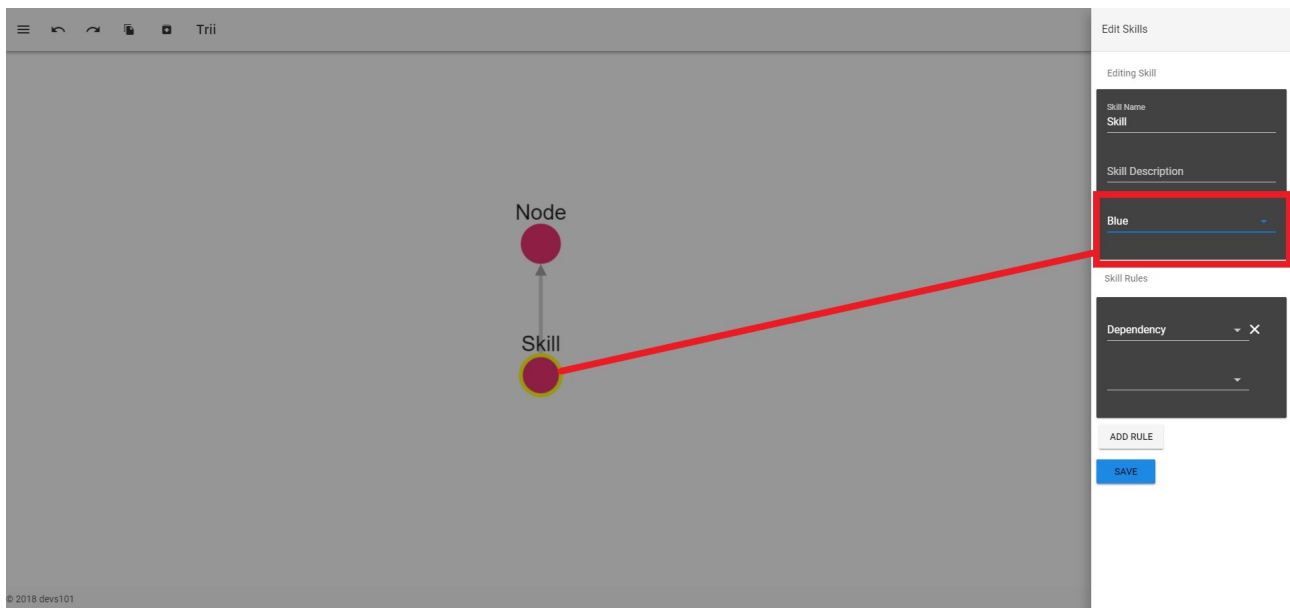 Trii
Edit Skills
Editing Skill
Skill Name
Skill
Skill Description
Blue
Skill Rules
Dependency
ADD RULE
SAVE
Node
Skill
© 2018 devs101